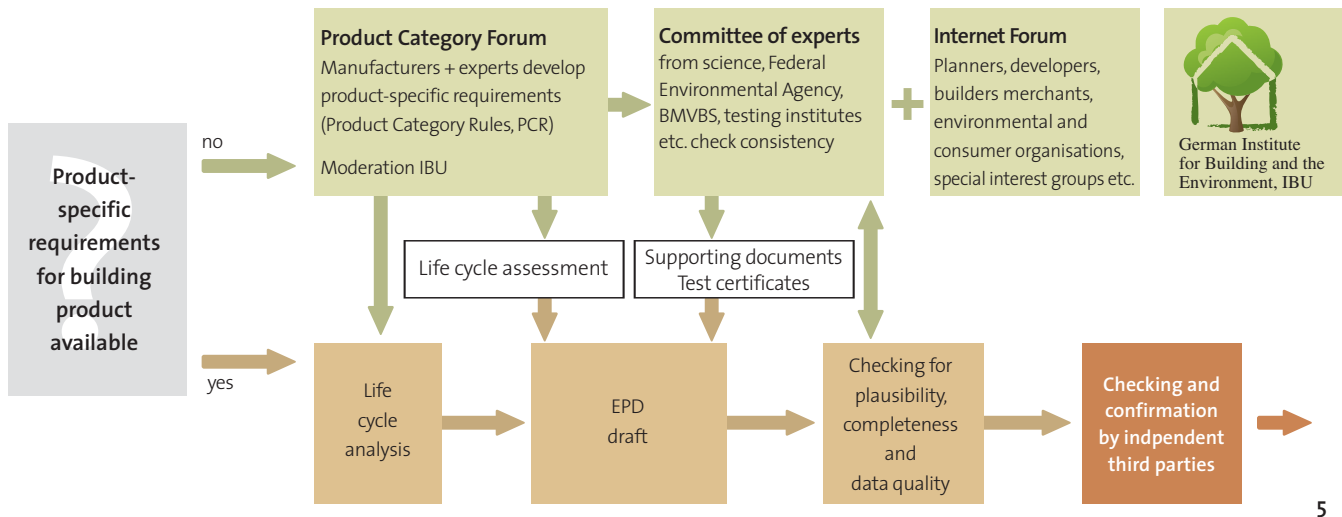 Product-
specific
requirements
for building
product
available
no
yes
Product Category Forum
Manufacturers + experts develop
product-specific requirements
(Product Category Rules, PCR)
Moderation IBU
Committee of experts
from science, Federal
Environmental Agency,
BMVBS, testing institutes
etc. check consistency
+
Internet Forum
Planners, developers,
builders merchants,
environmental and
consumer organisations,
special interest groups etc.
German Institute
for Building and the
Environment, IBU
Life cycle assessment
Supporting documents
Test certificates
Life
cycle
analysis
EPD
draft
Checking for
plausibility,
completeness
and
data quality
Checking and
confirmation
by indpendent
third parties
5